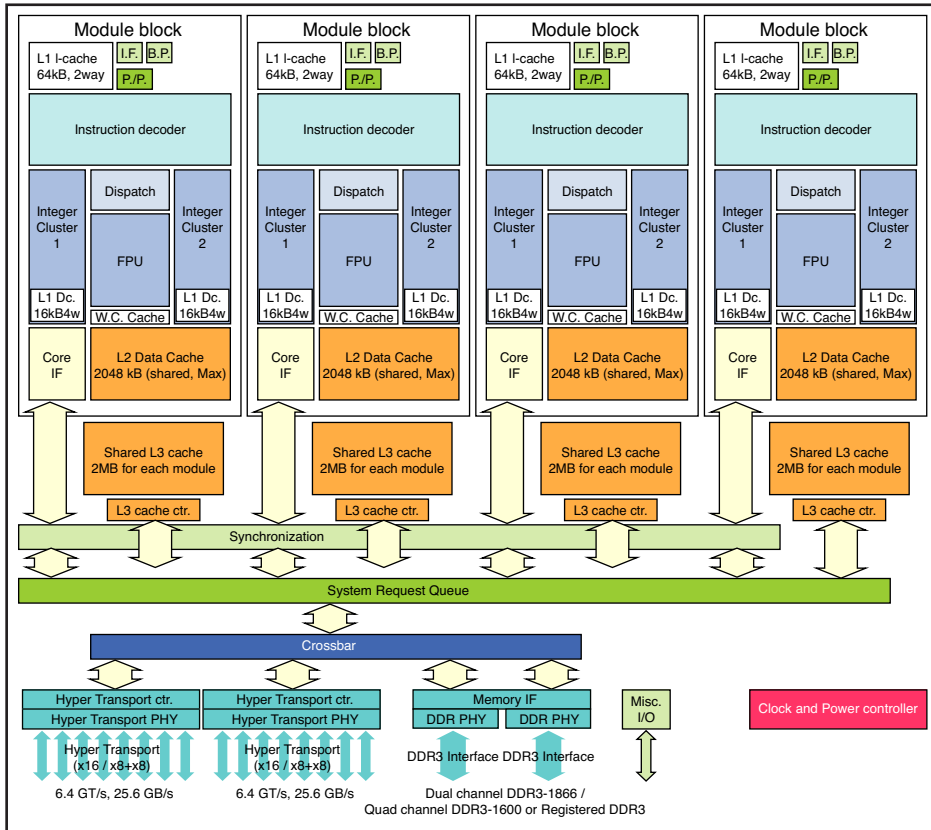 Module block
L1 I-cache
64kB, 2way
I.F.
B.P.
P./P.
Instruction decoder
Integer
Cluster
1
Dispatch
FPU
Integer
Cluster
2
L1 Dc.
16kB4w
W.C. Cache
L1 Dc.
16kB4w
Core
IF
L2 Data Cache
2048 kB (shared, Max)
Module block
L1 I-cache
64kB, 2way
I.F.
B.P.
P./P.
Instruction decoder
Integer
Cluster
1
Dispatch
FPU
Integer
Cluster
2
L1 Dc.
16kB4w
W.C. Cache
L1 Dc.
16kB4w
Core
IF
L2 Data Cache
2048 kB (shared, Max)
Module block
L1 I-cache
64kB, 2way
I.F.
B.P.
P./P.
Instruction decoder
Integer
Cluster
1
Dispatch
FPU
Integer
Cluster
2
L1 Dc.
16kB4w
W.C. Cache
L1 Dc.
16kB4w
Core
IF
L2 Data Cache
2048 kB (shared, Max)
Module block
L1 I-cache
64kB, 2way
I.F.
B.P.
P./P.
Instruction decoder
Integer
Cluster
1
Dispatch
FPU
Integer
Cluster
2
L1 Dc.
16kB4w
W.C. Cache
L1 Dc.
16kB4w
Core
IF
L2 Data Cache
2048 kB (shared, Max)
Shared L3 cache
2MB for each module
L3 cache ctr.
Shared L3 cache
2MB for each module
L3 cache ctr.
Shared L3 cache
2MB for each module
L3 cache ctr.
Shared L3 cache
2MB for each module
L3 cache ctr.
Synchronization
System Request Queue
Crossbar
Hyper Transport ctr.
Hyper Transport PHY
Hyper Transport
(x16 / x8+x8)
6.4 GT/s, 25.6 GB/s
Hyper Transport ctr.
Hyper Transport PHY
Hyper Transport
(x16 / x8+x8)
6.4 GT/s, 25.6 GB/s
Memory IF
DDR PHY
DDR PHY
DDR3 Interface
DDR3 Interface
Dual channel DDR3-1866 /
Quad channel DDR3-1600 or Registered DDR3
Misc.
I/O
Clock and Power controller